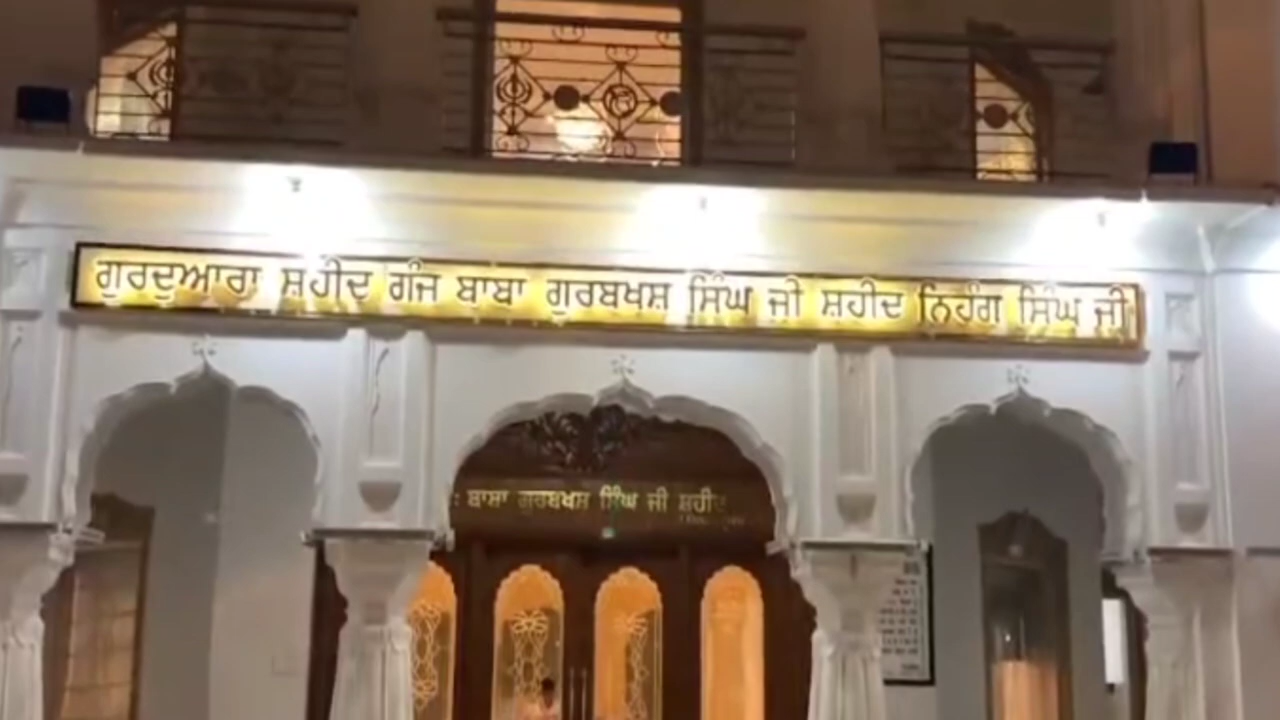 ਗੁਰਦੁਆਰਾ ਸ਼ਹੀਦ ਗੰਜ ਬਾਬਾ ਗੁਰਬਖਸ਼ ਸਿੰਘ ਜੀ ਸ਼ਹੀਦ ਨਿਹੰਗ ਸਿੰਘ ਜੀ
ਬਾਬਾ ਗੁਰਬਖਸ਼ ਸਿੰਘ ਜੀ ਸ਼ਹੀਦ